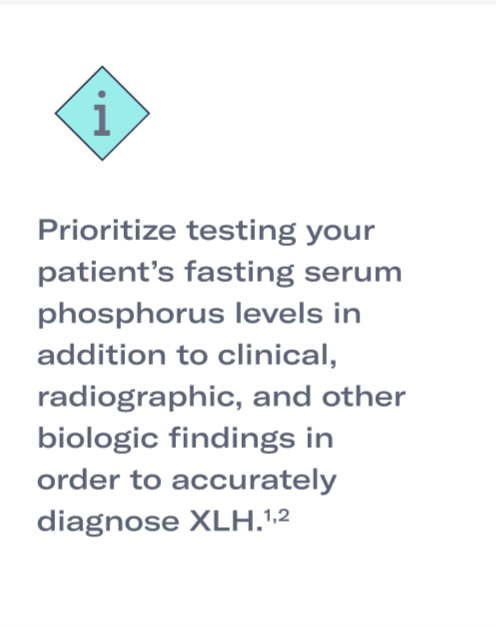 i
Prioritize testing your
patient’s fasting serum
phosphorus levels in
addition to clinical,
radiographic, and other
biologic findings in
order to accurately
diagnose XLH.¹,²